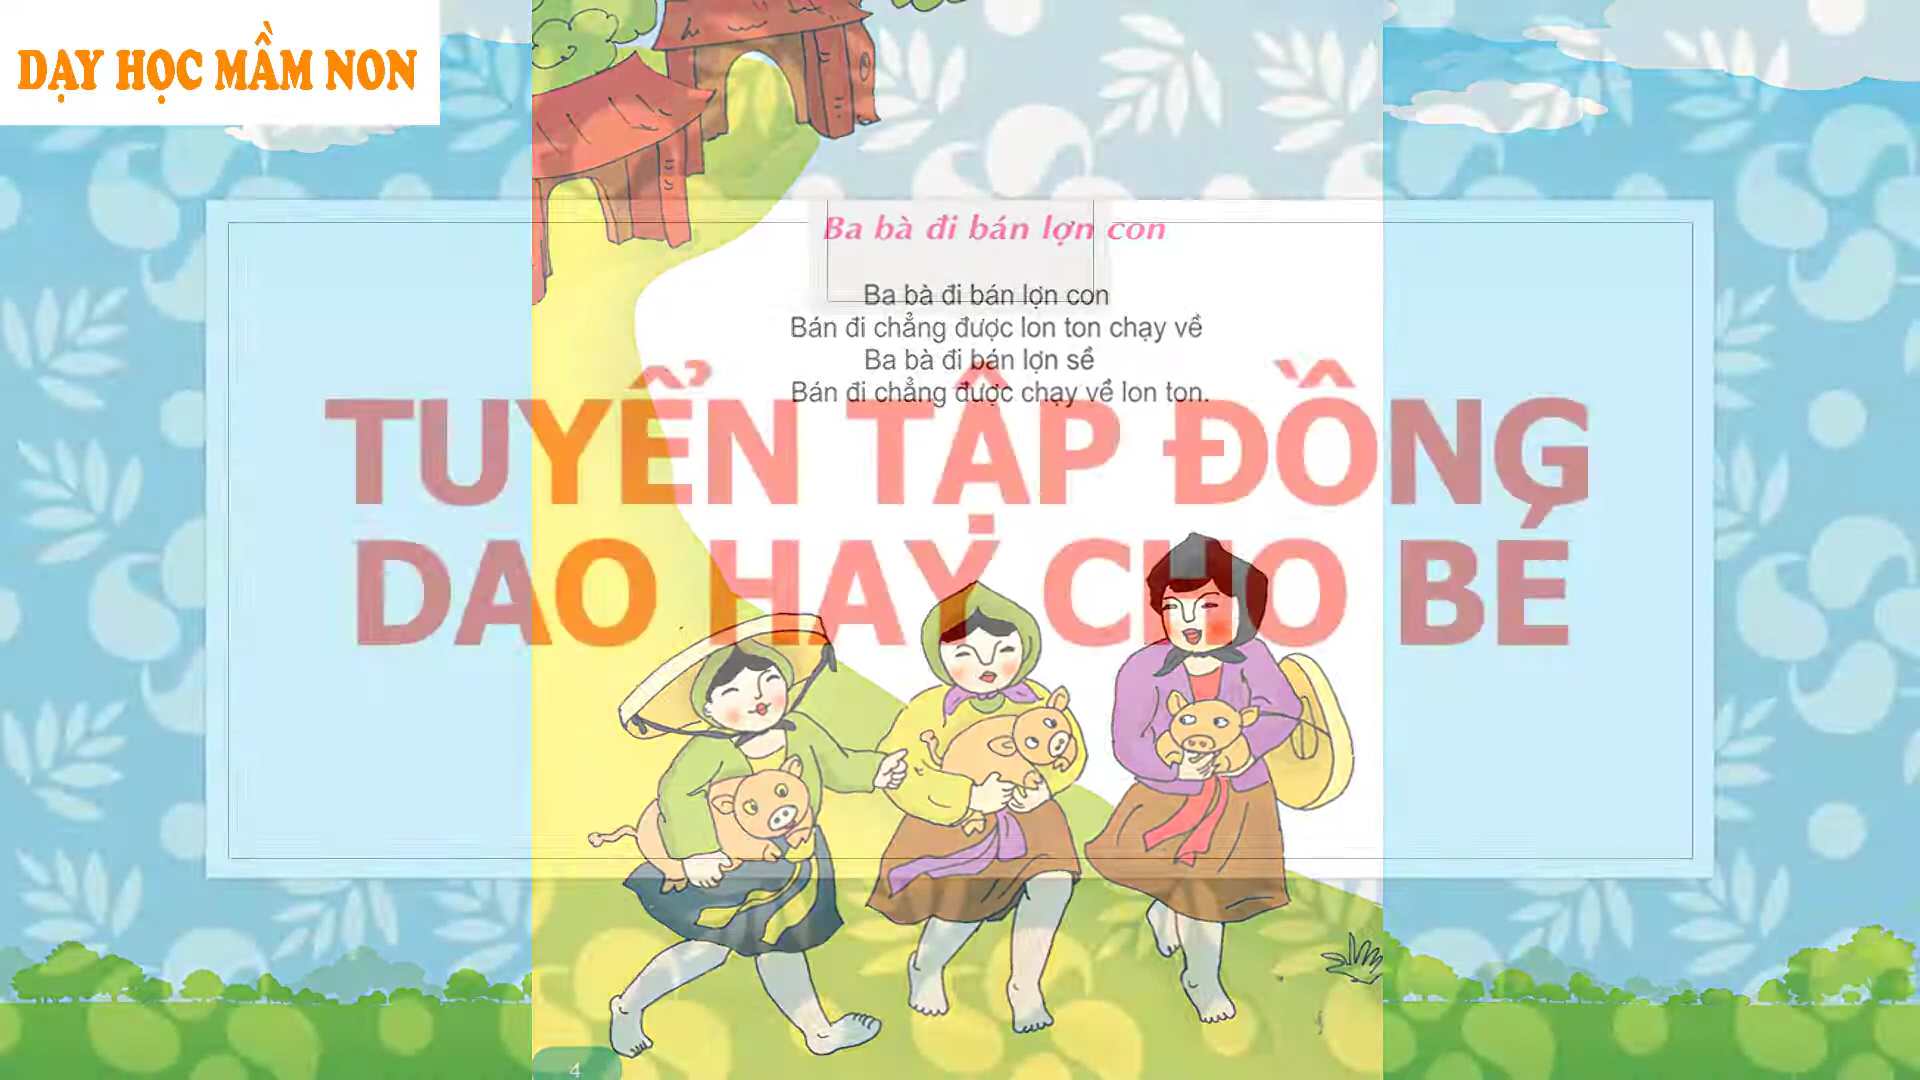 DẠY HỌC MẦM NON
Ba bà đi bán lợn con
Ba bà đi bán lợn con
Bán đi chẳng được lon ton chạy về
Ba bà đi bán lợn sề
Bán đi chẳng được chạy về lon ton.
TUYỂN TẬP ĐỒNG
DAO HAY CHO BÉ
4